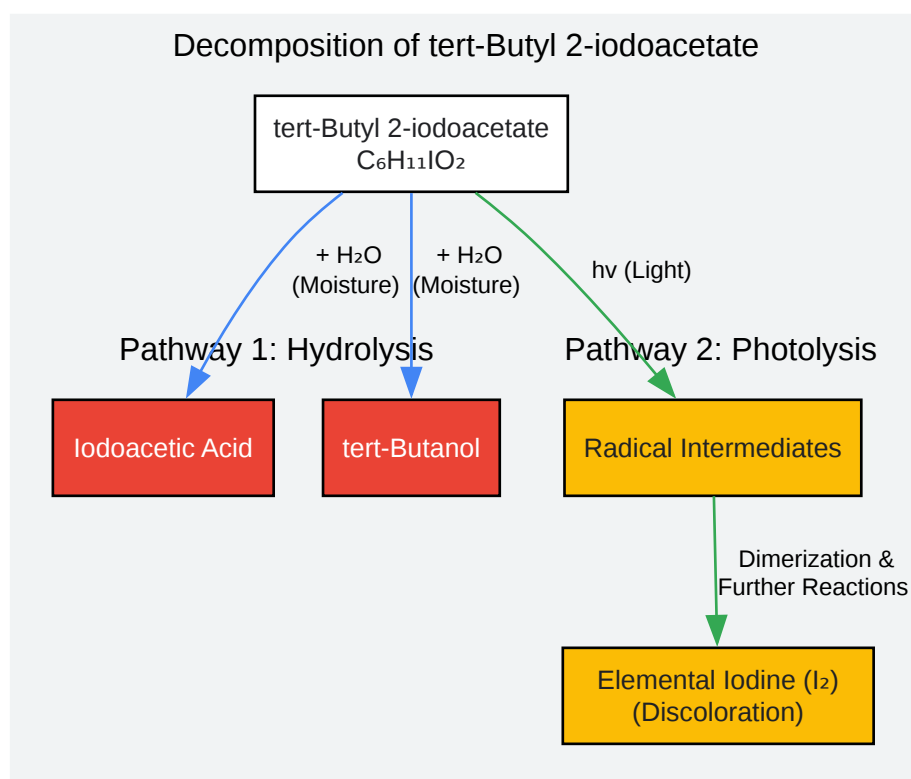 Decomposition of tert-Butyl 2-iodoacetate
tert-Butyl 2-iodoacetate
C₆H₁₁IO₂
+ H₂O
(Moisture)
+ H₂O
(Moisture)
hv (Light)
Pathway 1: Hydrolysis
Pathway 2: Photolysis
Iodoacetic Acid
tert-Butanol
Radical Intermediates
Dimerization &
Further Reactions
Elemental Iodine (I₂)
(Discoloration)